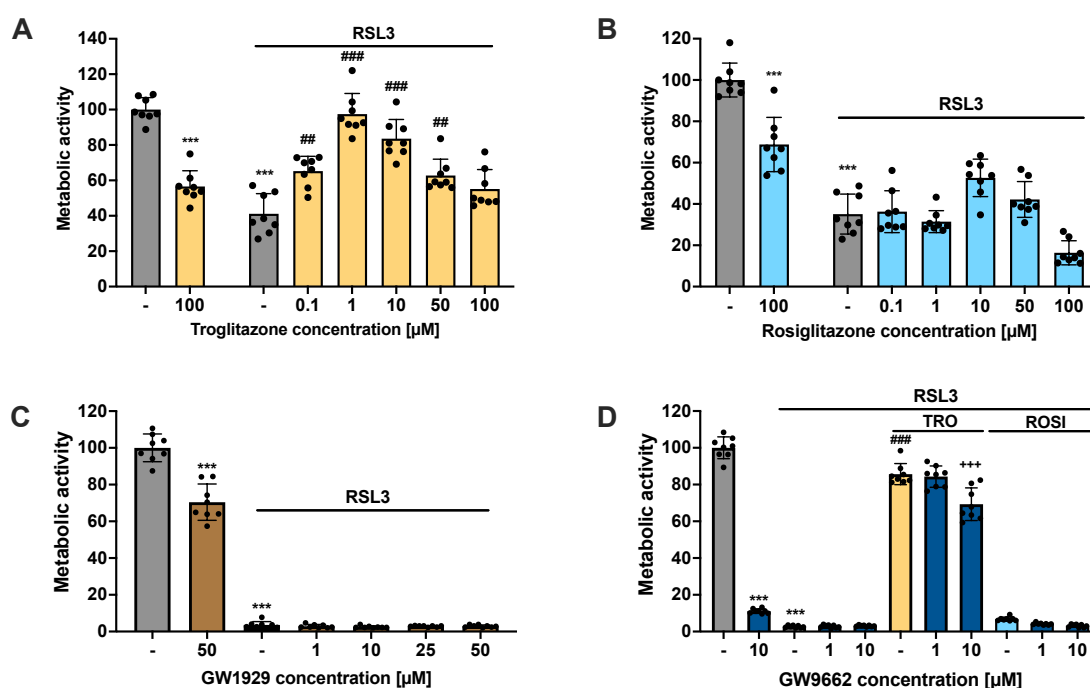 A
RSL3
Metabolic activity
140
120
100
80
60
40
20
0
***
***
##
###
###
##
- 100 - 0.1 1 10 50 100
Troglitazone concentration [µM]
B
RSL3
Metabolic activity
120
100
80
60
40
20
0
***
***
- 100 - 0.1 1 10 50 100
Rosiglitazone concentration [µM]
C
RSL3
Metabolic activity
120
100
80
60
40
20
0
***
***
- 50 - 1 10 25 50
GW1929 concentration [µM]
D
RSL3
TRO ROSI
Metabolic activity
120
100
80
60
40
20
0
***
***
###
+++
- 10 - 1 10 - 1 10 - 1 10
GW9662 concentration [µM]